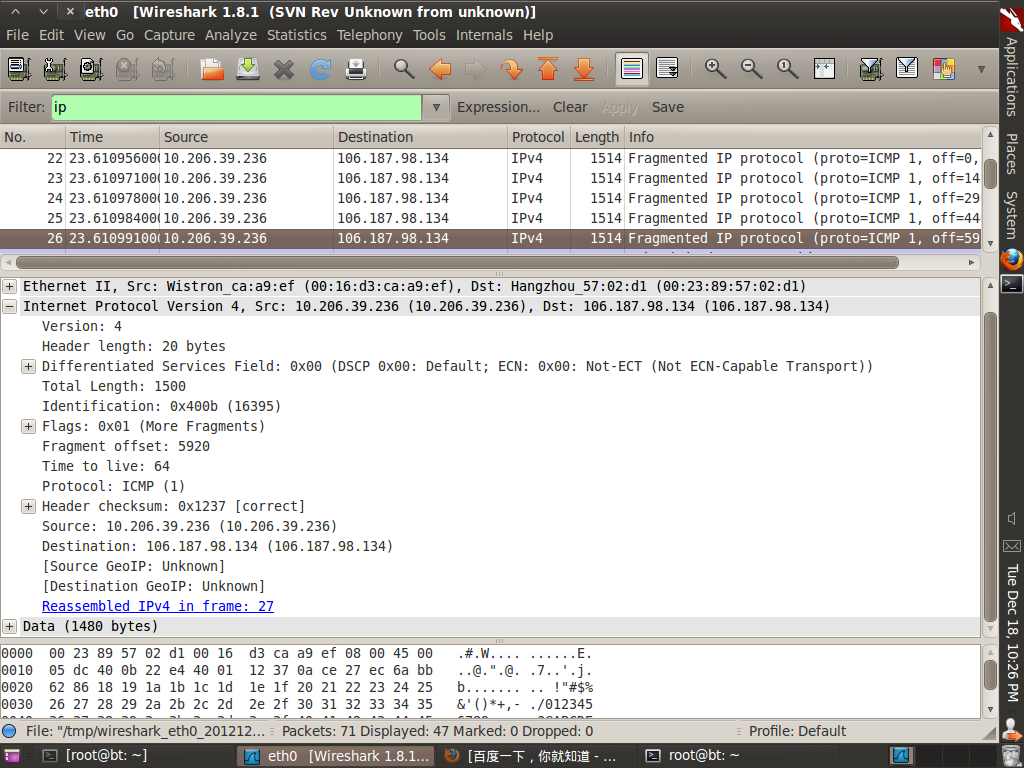 eth0 [Wireshark 1.8.1 (SVN Rev Unknown from unknown)]
File Edit View Go Capture Analyze Statistics Telephony Tools Internals Help
Filter: ip Expression... Clear Apply Save
No. Time Source Destination Protocol Length Info
22 23.610956000 10.206.39.236 106.187.98.134 IPv4 1514 Fragmented IP protocol (proto=ICMP 1, off=0,
23 23.610971000 10.206.39.236 106.187.98.134 IPv4 1514 Fragmented IP protocol (proto=ICMP 1, off=14
24 23.610978000 10.206.39.236 106.187.98.134 IPv4 1514 Fragmented IP protocol (proto=ICMP 1, off=29
25 23.610984000 10.206.39.236 106.187.98.134 IPv4 1514 Fragmented IP protocol (proto=ICMP 1, off=44
26 23.610991000 10.206.39.236 106.187.98.134 IPv4 1514 Fragmented IP protocol (proto=ICMP 1, off=59
Ethernet II, Src: Wistron_ca:a9:ef (00:16:d3:ca:a9:ef), Dst: Hangzhou_57:02:d1 (00:23:89:57:02:d1)
Internet Protocol Version 4, Src: 10.206.39.236 (10.206.39.236), Dst: 106.187.98.134 (106.187.98.134)
Version: 4
Header length: 20 bytes
Differentiated Services Field: 0x00 (DSCP 0x00: Default; ECN: 0x00: Not-ECT (Not ECN-Capable Transport))
Total Length: 1500
Identification: 0x400b (16395)
Flags: 0x01 (More Fragments)
Fragment offset: 5920
Time to live: 64
Protocol: ICMP (1)
Header checksum: 0x1237 [correct]
Source: 10.206.39.236 (10.206.39.236)
Destination: 106.187.98.134 (106.187.98.134)
[Source GeoIP: Unknown]
[Destination GeoIP: Unknown]
Reassembled IPv4 in frame: 27
Data (1480 bytes)
0000 00 23 89 57 02 d1 00 16 d3 ca a9 ef 08 00 45 00 .#.W.... ......E.
0010 05 dc 40 0b 22 e4 40 01 12 37 0a ce 27 ec 6a bb ..@.".@. .7..'.j.
0020 62 86 18 19 1a 1b 1c 1d 1e 1f 20 21 22 23 24 25 b....... .. !"#$%
0030 26 27 28 29 2a 2b 2c 2d 2e 2f 30 31 32 33 34 35 &'()*+,- ./012345
File: "/tmp/wireshark_eth0_201212... Packets: 71 Displayed: 47 Marked: 0 Dropped: 0 Profile: Default
[root@bt: ~]
eth0 [Wireshark 1.8.1...
[百度一下，你就知道 - ...
root@bt: ~
Applications
Places
System
Tue Dec 18, 10:26 PM